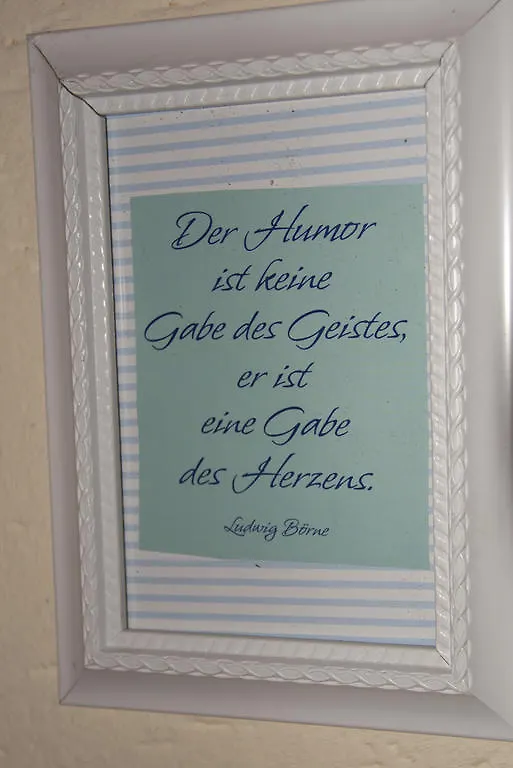 Der Humor
ist keine
Gabe des Geistes,
er ist
eine Gabe
des Herzens.
Ludwig Börne